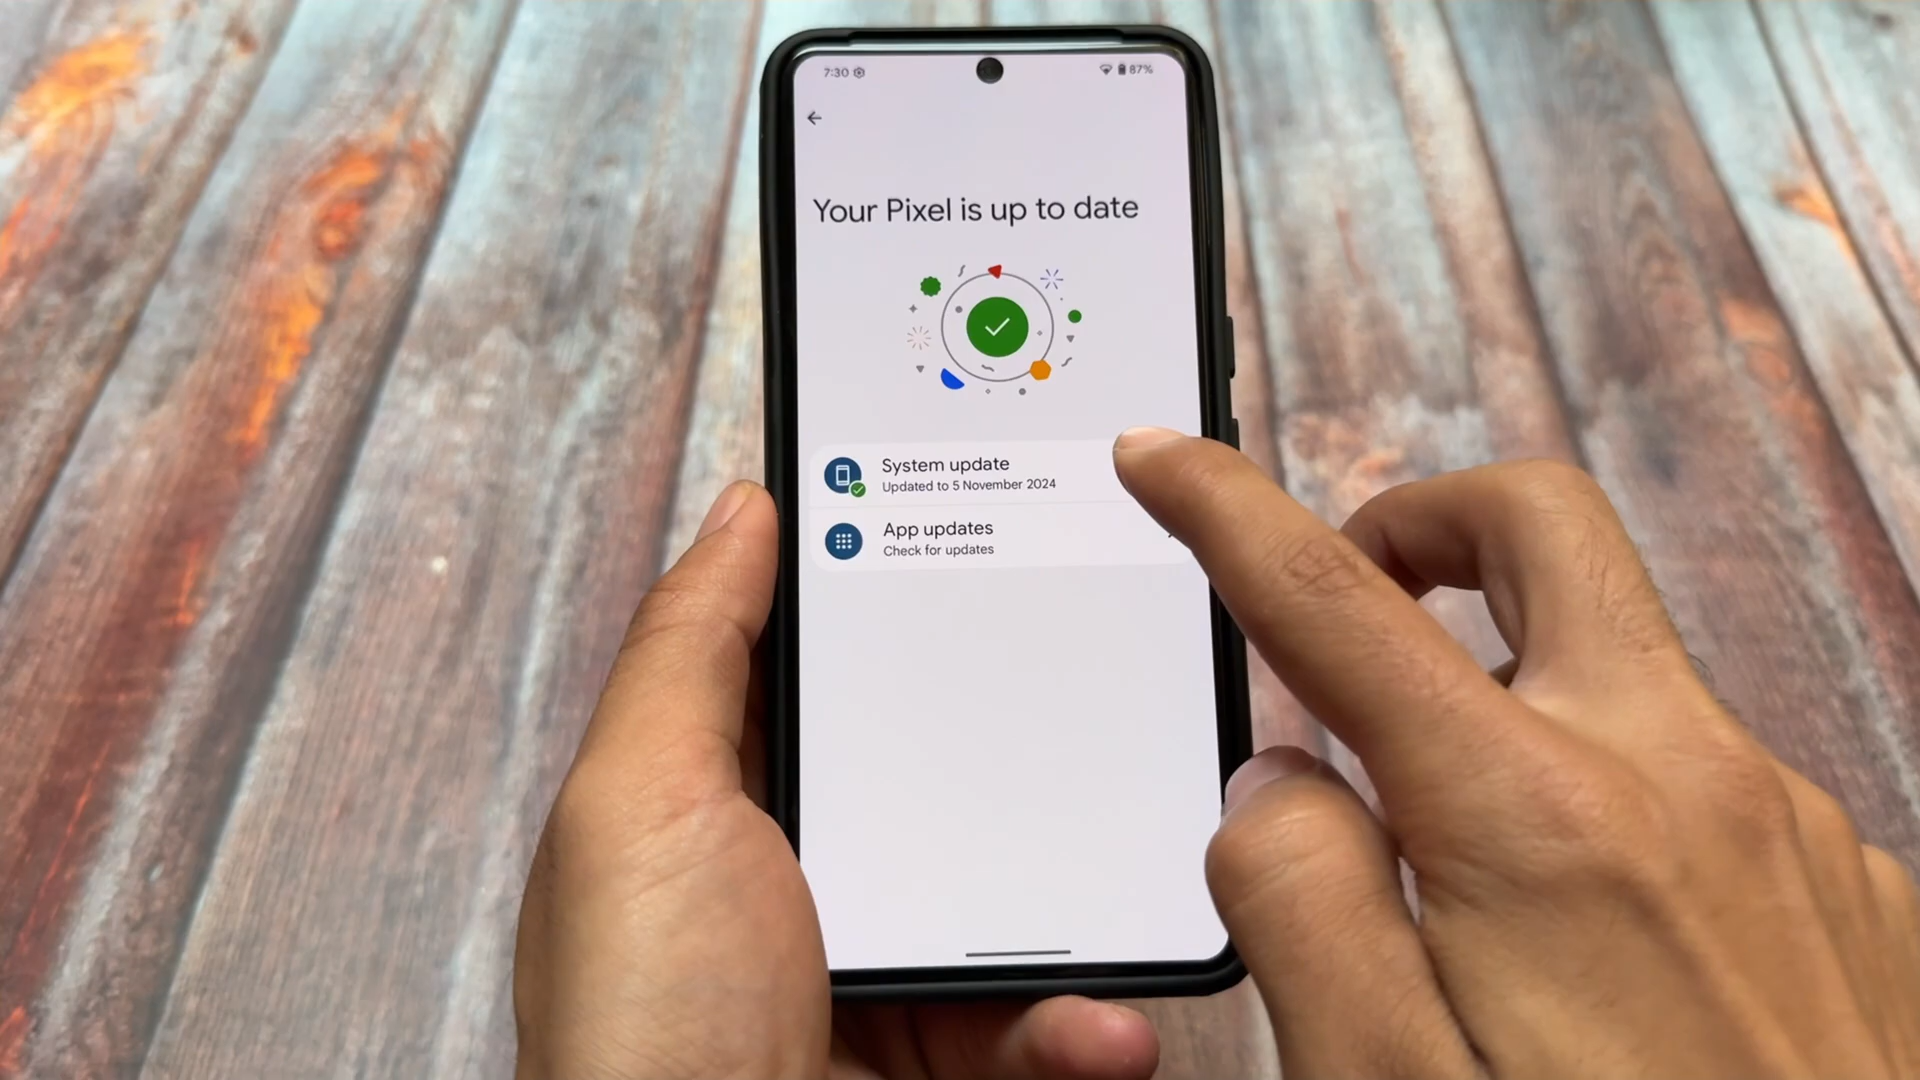 7:30
87%
Your Pixel is up to date
System update
Updated to 5 November 2024
App updates
Check for updates